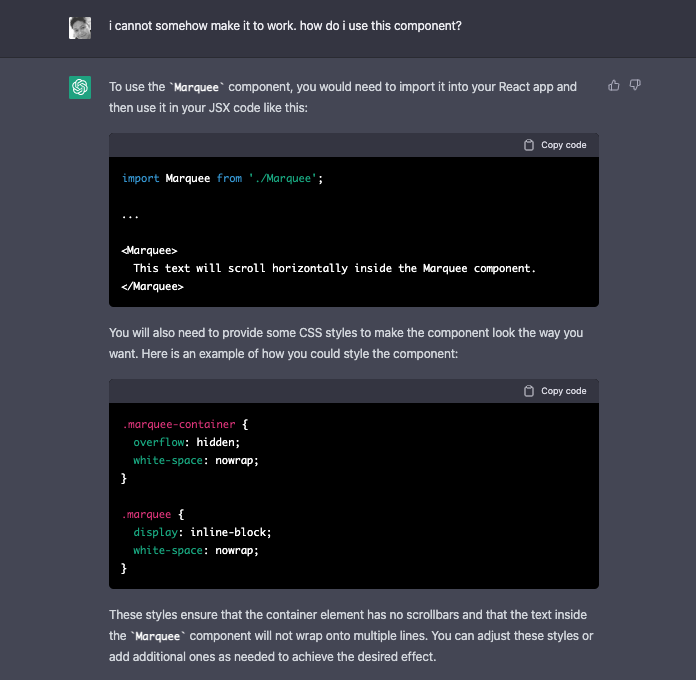 i cannot somehow make it to work. how do i use this component?
To use the `Marquee` component, you would need to import it into your React app and
then use it in your JSX code like this:
Copy code
import Marquee from './Marquee';
...
<Marquee>
  This text will scroll horizontally inside the Marquee component.
</Marquee>
You will also need to provide some CSS styles to make the component look the way you
want. Here is an example of how you could style the component:
Copy code
.marquee-container {
  overflow: hidden;
  white-space: nowrap;
}
.marquee {
  display: inline-block;
  white-space: nowrap;
}
These styles ensure that the container element has no scrollbars and that the text inside
the `Marquee` component will not wrap onto multiple lines. You can adjust these styles or
add additional ones as needed to achieve the desired effect.